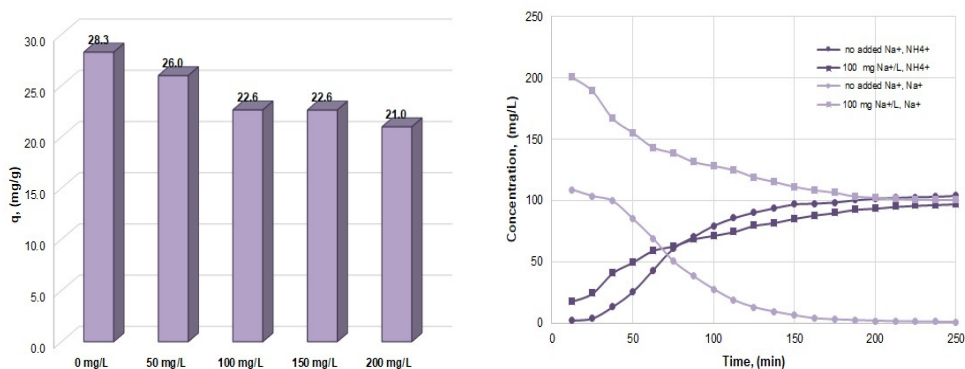 30.0
25.0
20.0
15.0
10.0
5.0
0.0
q, (mg/g)
28.3
26.0
22.6
22.6
21.0
0 mg/L
50 mg/L
100 mg/L
150 mg/L
200 mg/L
250
200
150
100
50
0
Concentration, (mg/L)
no added Na+, NH4+
100 mg Na+/L, NH4+
no added Na+, Na+
100 mg Na+/L, Na+
0
50
100
150
200
250
Time, (min)